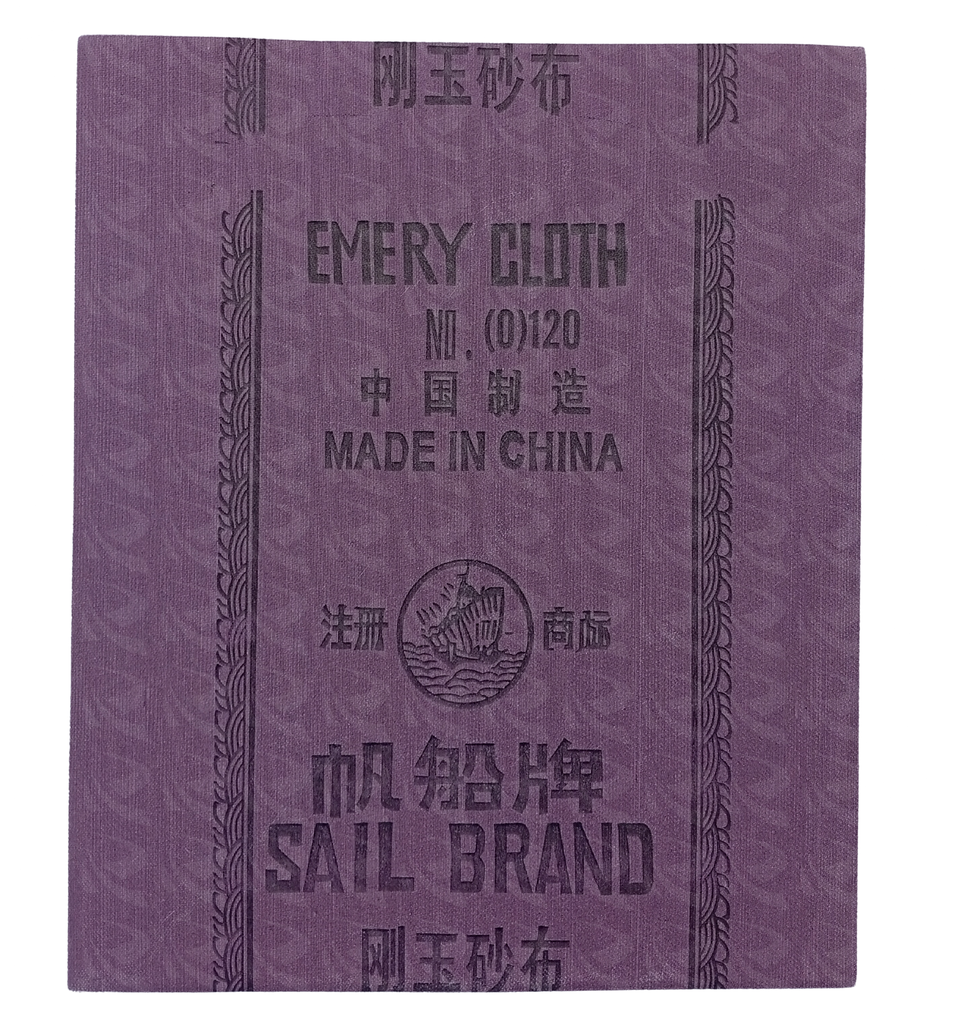 刚玉砂布
EMERY CLOTH
NO. (0)120
中国制造
MADE IN CHINA
注册 商标
帆船牌
SAIL BRAND
刚玉砂布